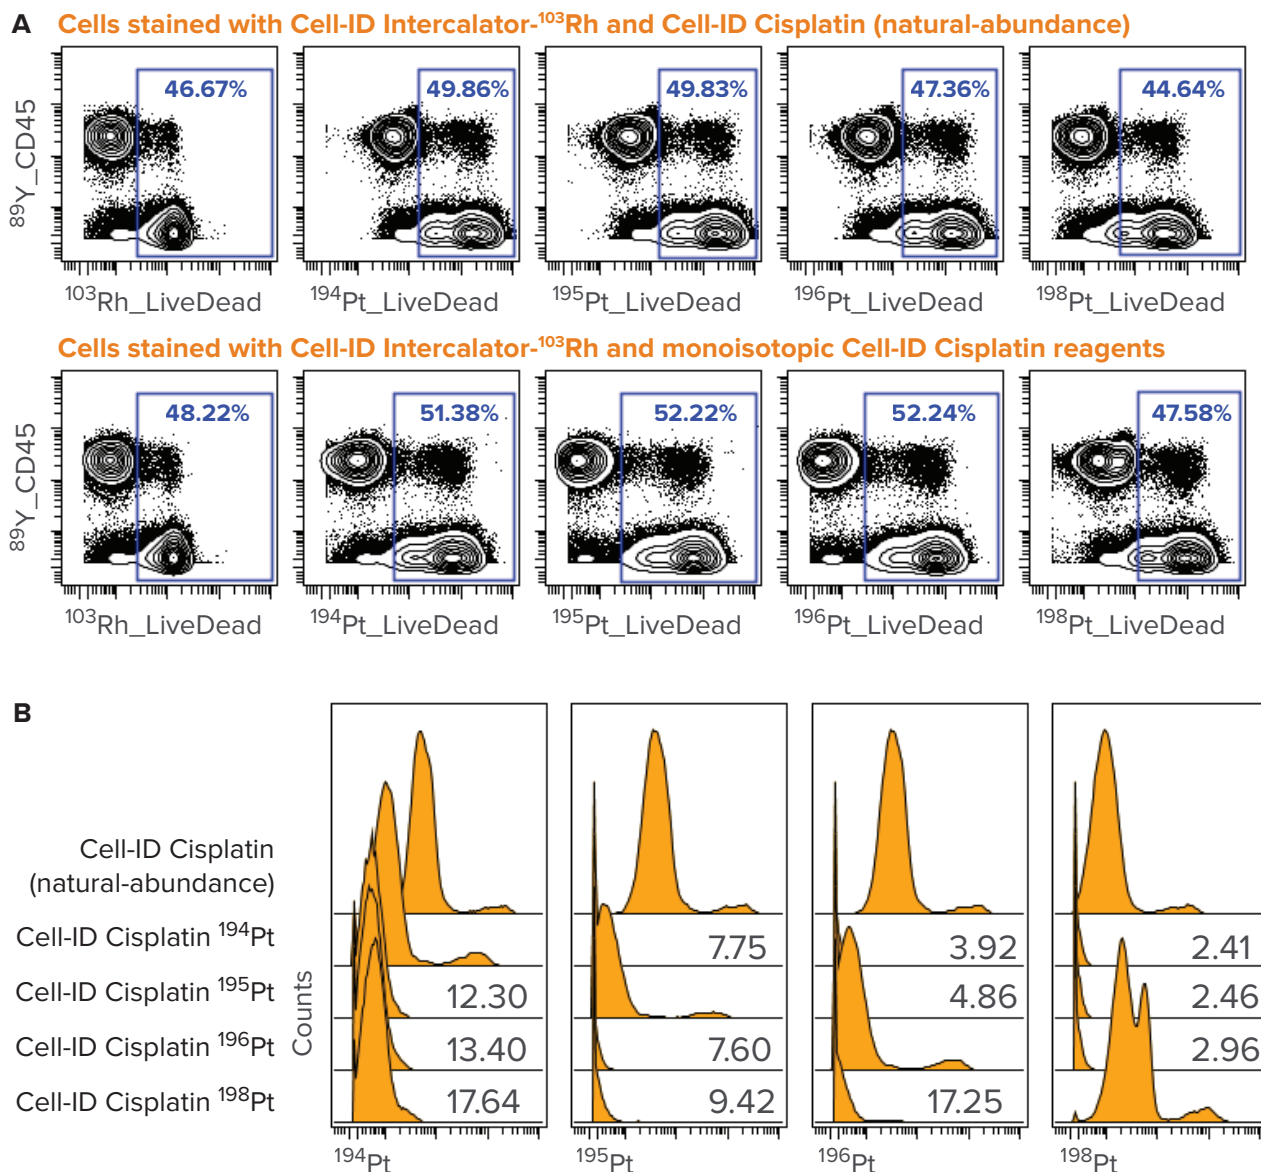 A Cells stained with Cell-ID Intercalator-¹⁰³Rh and Cell-ID Cisplatin (natural-abundance)
46.67% 49.86% 49.83% 47.36% 44.64%
⁸⁹Y_CD45
¹⁰³Rh_LiveDead ¹⁹⁴Pt_LiveDead ¹⁹⁵Pt_LiveDead ¹⁹⁶Pt_LiveDead ¹⁹⁸Pt_LiveDead
Cells stained with Cell-ID Intercalator-¹⁰³Rh and monoisotopic Cell-ID Cisplatin reagents
48.22% 51.38% 52.22% 52.24% 47.58%
⁸⁹Y_CD45
¹⁰³Rh_LiveDead ¹⁹⁴Pt_LiveDead ¹⁹⁵Pt_LiveDead ¹⁹⁶Pt_LiveDead ¹⁹⁸Pt_LiveDead
B
Cell-ID Cisplatin
(natural-abundance)
Cell-ID Cisplatin ¹⁹⁴Pt 7.75 3.92 2.41
Cell-ID Cisplatin ¹⁹⁵Pt 12.30 4.86 2.46
Cell-ID Cisplatin ¹⁹⁶Pt 13.40 7.60 2.96
Cell-ID Cisplatin ¹⁹⁸Pt 17.64 9.42 17.25
Counts
¹⁹⁴Pt ¹⁹⁵Pt ¹⁹⁶Pt ¹⁹⁸Pt